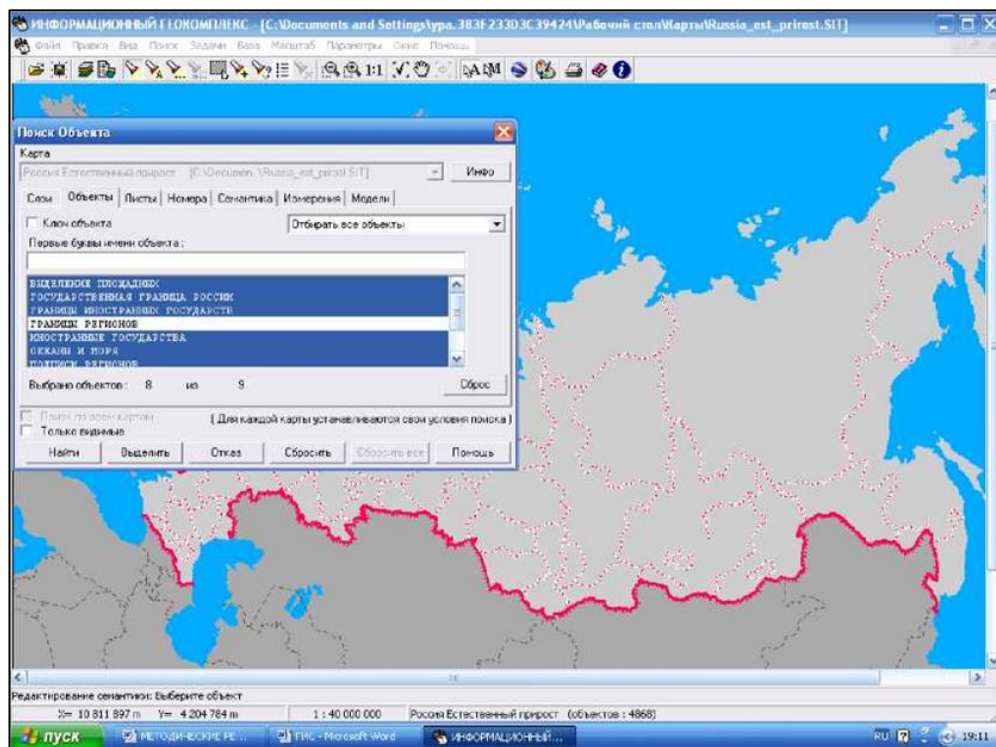 ИНФОРМАЦИОННЫЙ ГЕОКОМПЛЕКС - [C:\Documents and Settings\ура.383F233D3C39424\Рабочий стол\Карты\Russia_est_prirost.SIT]
Файл Правка Вид Поиск Задачи База Масштаб Параметры Окно Помощь
1:1
Поиск Объекта
Карта
Россия Естественный прирост [C:\Documen..\Russia_est_prirost.SIT]
Инфо
Слои Объекты Листы Номера Семантика Измерения Модели
Ключ объекта
Отбирать все объекты
Первые буквы имени объекта :
ВЫДЕЛЕНИЕ ПЛОЩАДНЫХ
ГОСУДАРСТВЕННАЯ ГРАНИЦА РОССИИ
ГРАНИЦЫ ИНОСТРАННЫХ ГОСУДАРСТВ
ГРАНИЦЫ РЕГИОНОВ
ИНОСТРАННЫЕ ГОСУДАРСТВА
ОКЕАНЫ И МОРЯ
ПОДПИСИ РЕГИОНОВ
Выбрано объектов : 8 из 9
Сброс
Поиск по всем картам
( Для каждой карты устанавливаются свои условия поиска )
Только видимые
Найти Выделить Отказ Сбросить Сбросить все Помощь
Редактирование семантики: Выберите объект
X= 10 811 897 m Y= 4 204 784 m 1 : 40 000 000 Россия Естественный прирост (объектов : 4868)
пуск МЕТОДИЧЕСКИЕ РЕ... ГИС - Microsoft Word ИНФОРМАЦИОННЫЙ... RU 19:11